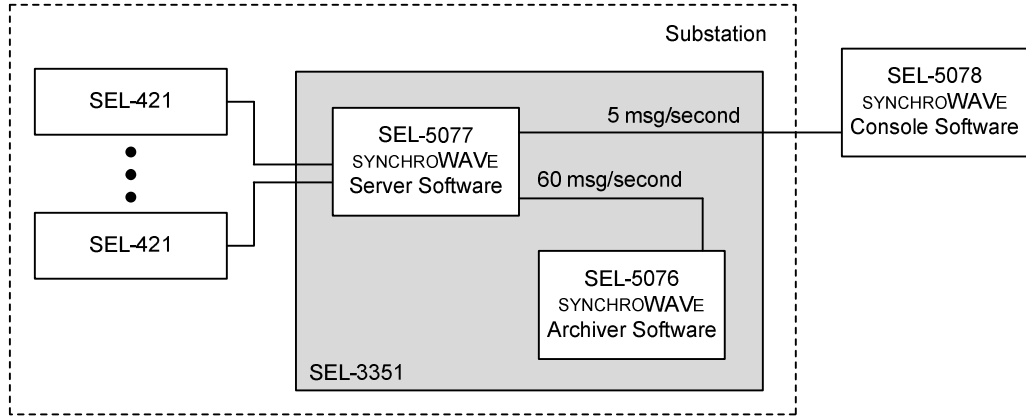 Substation
SEL-421
SEL-421
SEL-5077
SYNCHROWAVE
Server Software
5 msg/second
60 msg/second
SEL-5076
SYNCHROWAVE
Archiver Software
SEL-3351
SEL-5078
SYNCHROWAVE
Console Software